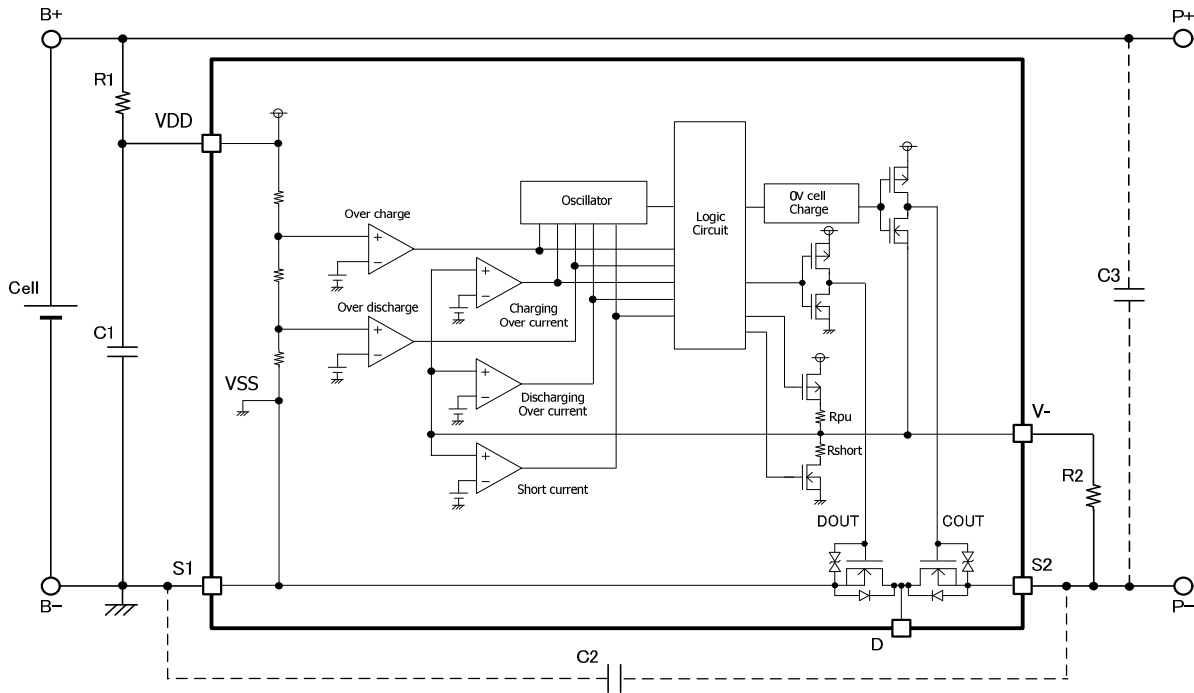 B+
P+
R1
VDD
Over charge
Oscillator
Logic
Circuit
0V cell
Charge
Cell
C1
Over discharge
Charging
Over current
C3
VSS
Discharging
Over current
Rpu
V-
Rshort
Short current
R2
DOUT
COUT
S1
S2
B-
P-
D
C2